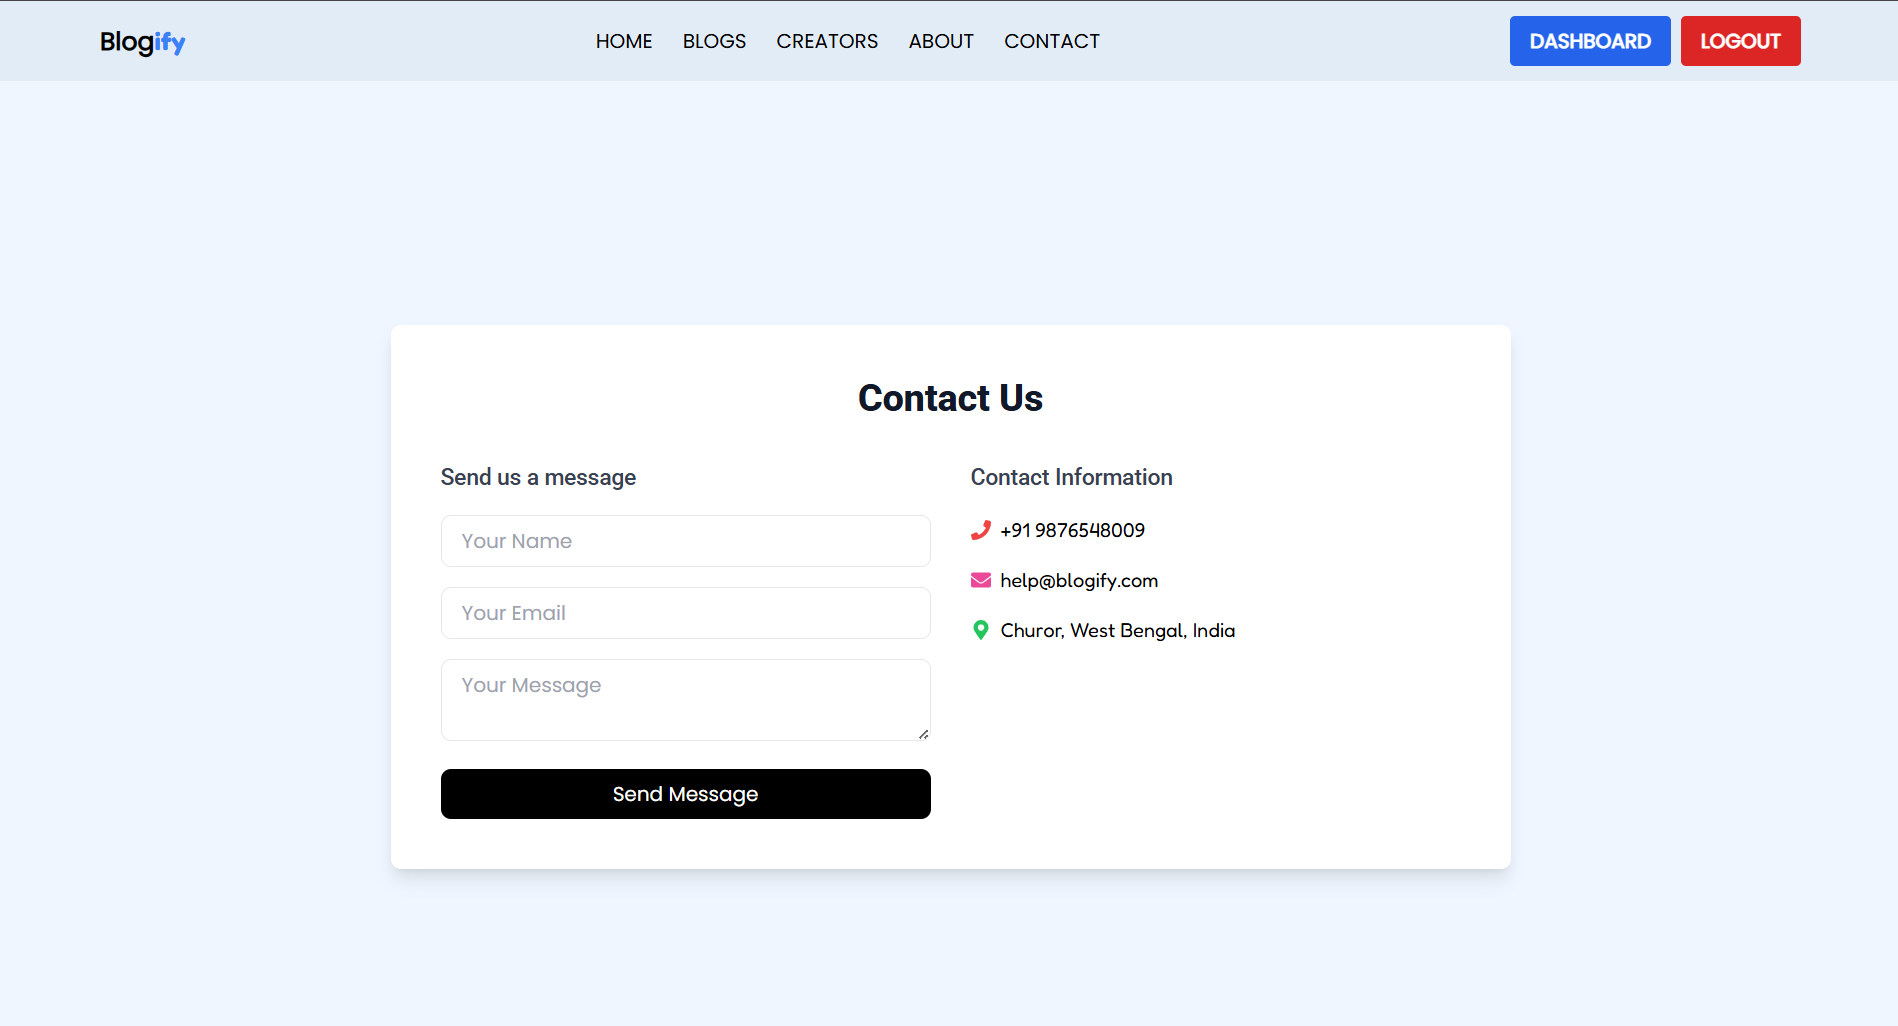 Blogify
HOME BLOGS CREATORS ABOUT CONTACT
DASHBOARD LOGOUT
Contact Us
Send us a message
Your Name
Your Email
Your Message
Send Message
Contact Information
+91 9876548009
help@blogify.com
Churor, West Bengal, India